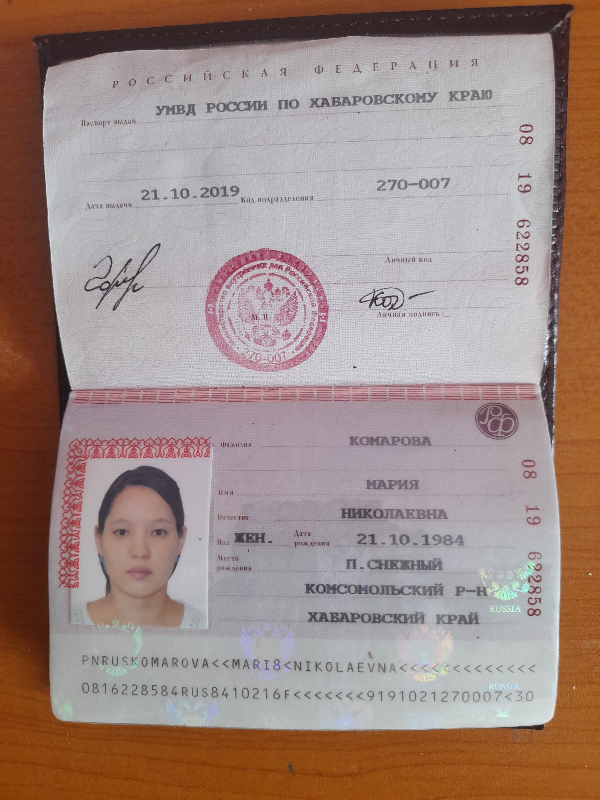 РОССИЙСКАЯ ФЕДЕРАЦИЯ
Паспорт выдан УМВД РОССИИ ПО ХАБАРОВСКОМУ КРАЮ
Дата выдачи 21.10.2019 Код подразделения 270-007
08 19 622858
Личный код
Личная подпись
М.П.
270-007
РФ
Фамилия КОМАРОВА
Имя МАРИЯ
Отчество НИКОЛАЕВНА
Пол ЖЕН. Дата рождения 21.10.1984
Место рождения П.СНЕЖНЫЙ
КОМСОМОЛЬСКИЙ Р-Н
ХАБАРОВСКИЙ КРАЙ
08 19 622858
RUSSIA
PNRUSKOMAROVA<<MARI8<NIKOLAEVNA<<<<<<<<<<<<<
0816228584RUS8410216F<<<<<<<9191021270007<30